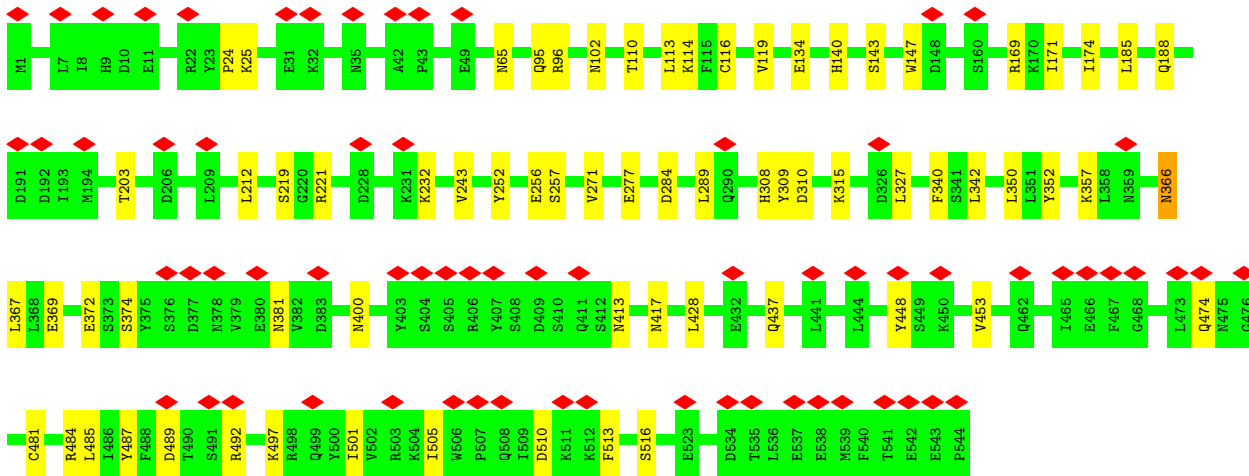 M1 L7 I8 H9 D10 E11 R22 Y23 P24 K25 E31 K32 N35 A42 P43 E49 N65 Q95 R96 N102 T110 L113 K114 F115 C116 V119 E134 H140 S143 W147 D148 S160 R169 K170 I171 I174 L185 Q188
D191 D192 I193 M194 T203 D206 L209 L212 S219 G220 R221 D228 K231 K232 V243 Y252 E256 S257 V271 E277 D284 L289 Q290 H308 Y309 D310 K315 D326 L327 F340 S341 L342 L350 L351 Y352 K357 L358 N359 N366
L367 L368 E369 E372 S373 S374 Y375 S376 D377 N378 V379 E380 N381 V382 D383 N400 Y403 S404 S405 R406 Y407 S408 D409 S410 Q411 S412 N413 N417 L428 E432 Q437 L441 L444 Y448 S449 K450 V453 Q462 I465 E466 F467 G468 L473 Q474 N475 G476
C481 R484 L485 I486 Y487 F488 D489 T490 S491 R492 K497 R498 Q499 Y500 I501 V502 R503 K504 I505 W506 P507 Q508 I509 D510 K511 K512 F513 S516 E523 D534 T535 L536 E537 E538 M539 F540 T541 E542 E543 P544